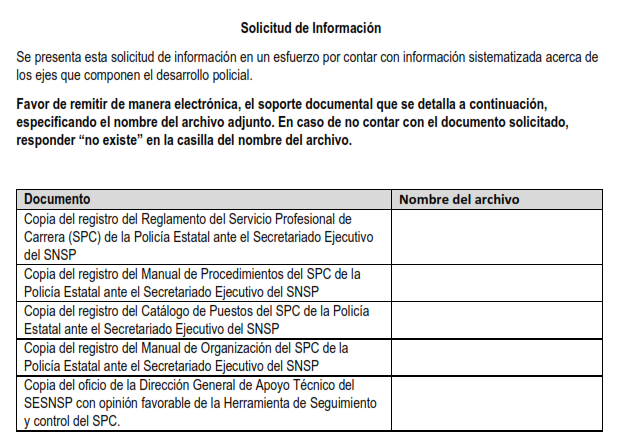 Solicitud de Información
Se presenta esta solicitud de información en un esfuerzo por contar con información sistematizada acerca de
los ejes que componen el desarrollo policial.
Favor de remitir de manera electrónica, el soporte documental que se detalla a continuación,
especificando el nombre del archivo adjunto. En caso de no contar con el documento solicitado,
responder “no existe” en la casilla del nombre del archivo.
Documento Nombre del archivo
Copia del registro del Reglamento del Servicio Profesional de
Carrera (SPC) de la Policía Estatal ante el Secretariado Ejecutivo
del SNSP
Copia del registro del Manual de Procedimientos del SPC de la
Policía Estatal ante el Secretariado Ejecutivo del SNSP
Copia del registro del Catálogo de Puestos del SPC de la Policía
Estatal ante el Secretariado Ejecutivo del SNSP
Copia del registro del Manual de Organización del SPC de la
Policía Estatal ante el Secretariado Ejecutivo del SNSP
Copia del oficio de la Dirección General de Apoyo Técnico del
SESNSP con opinión favorable de la Herramienta de Seguimiento
y control del SPC.